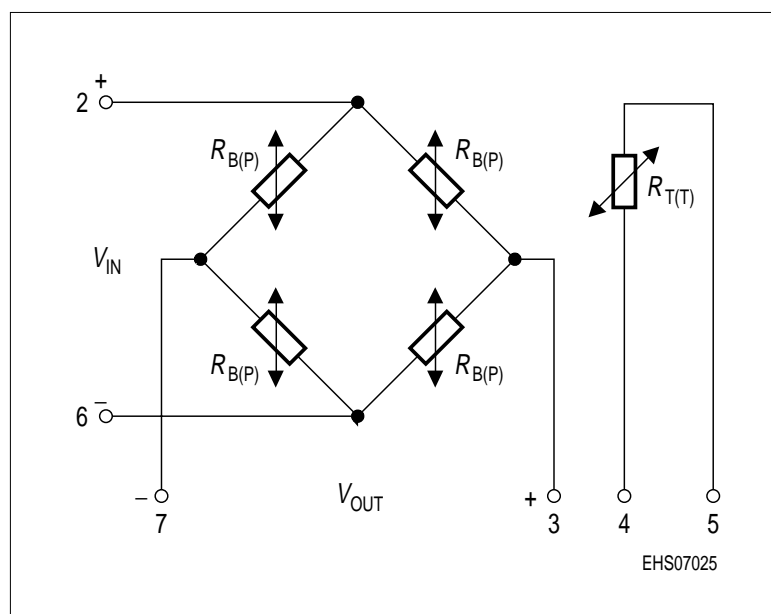 +
2
R B(P) R B(P)
R T(T)
V IN
R B(P) R B(P)
6 –
– V OUT +
7 3 4 5
EHS07025